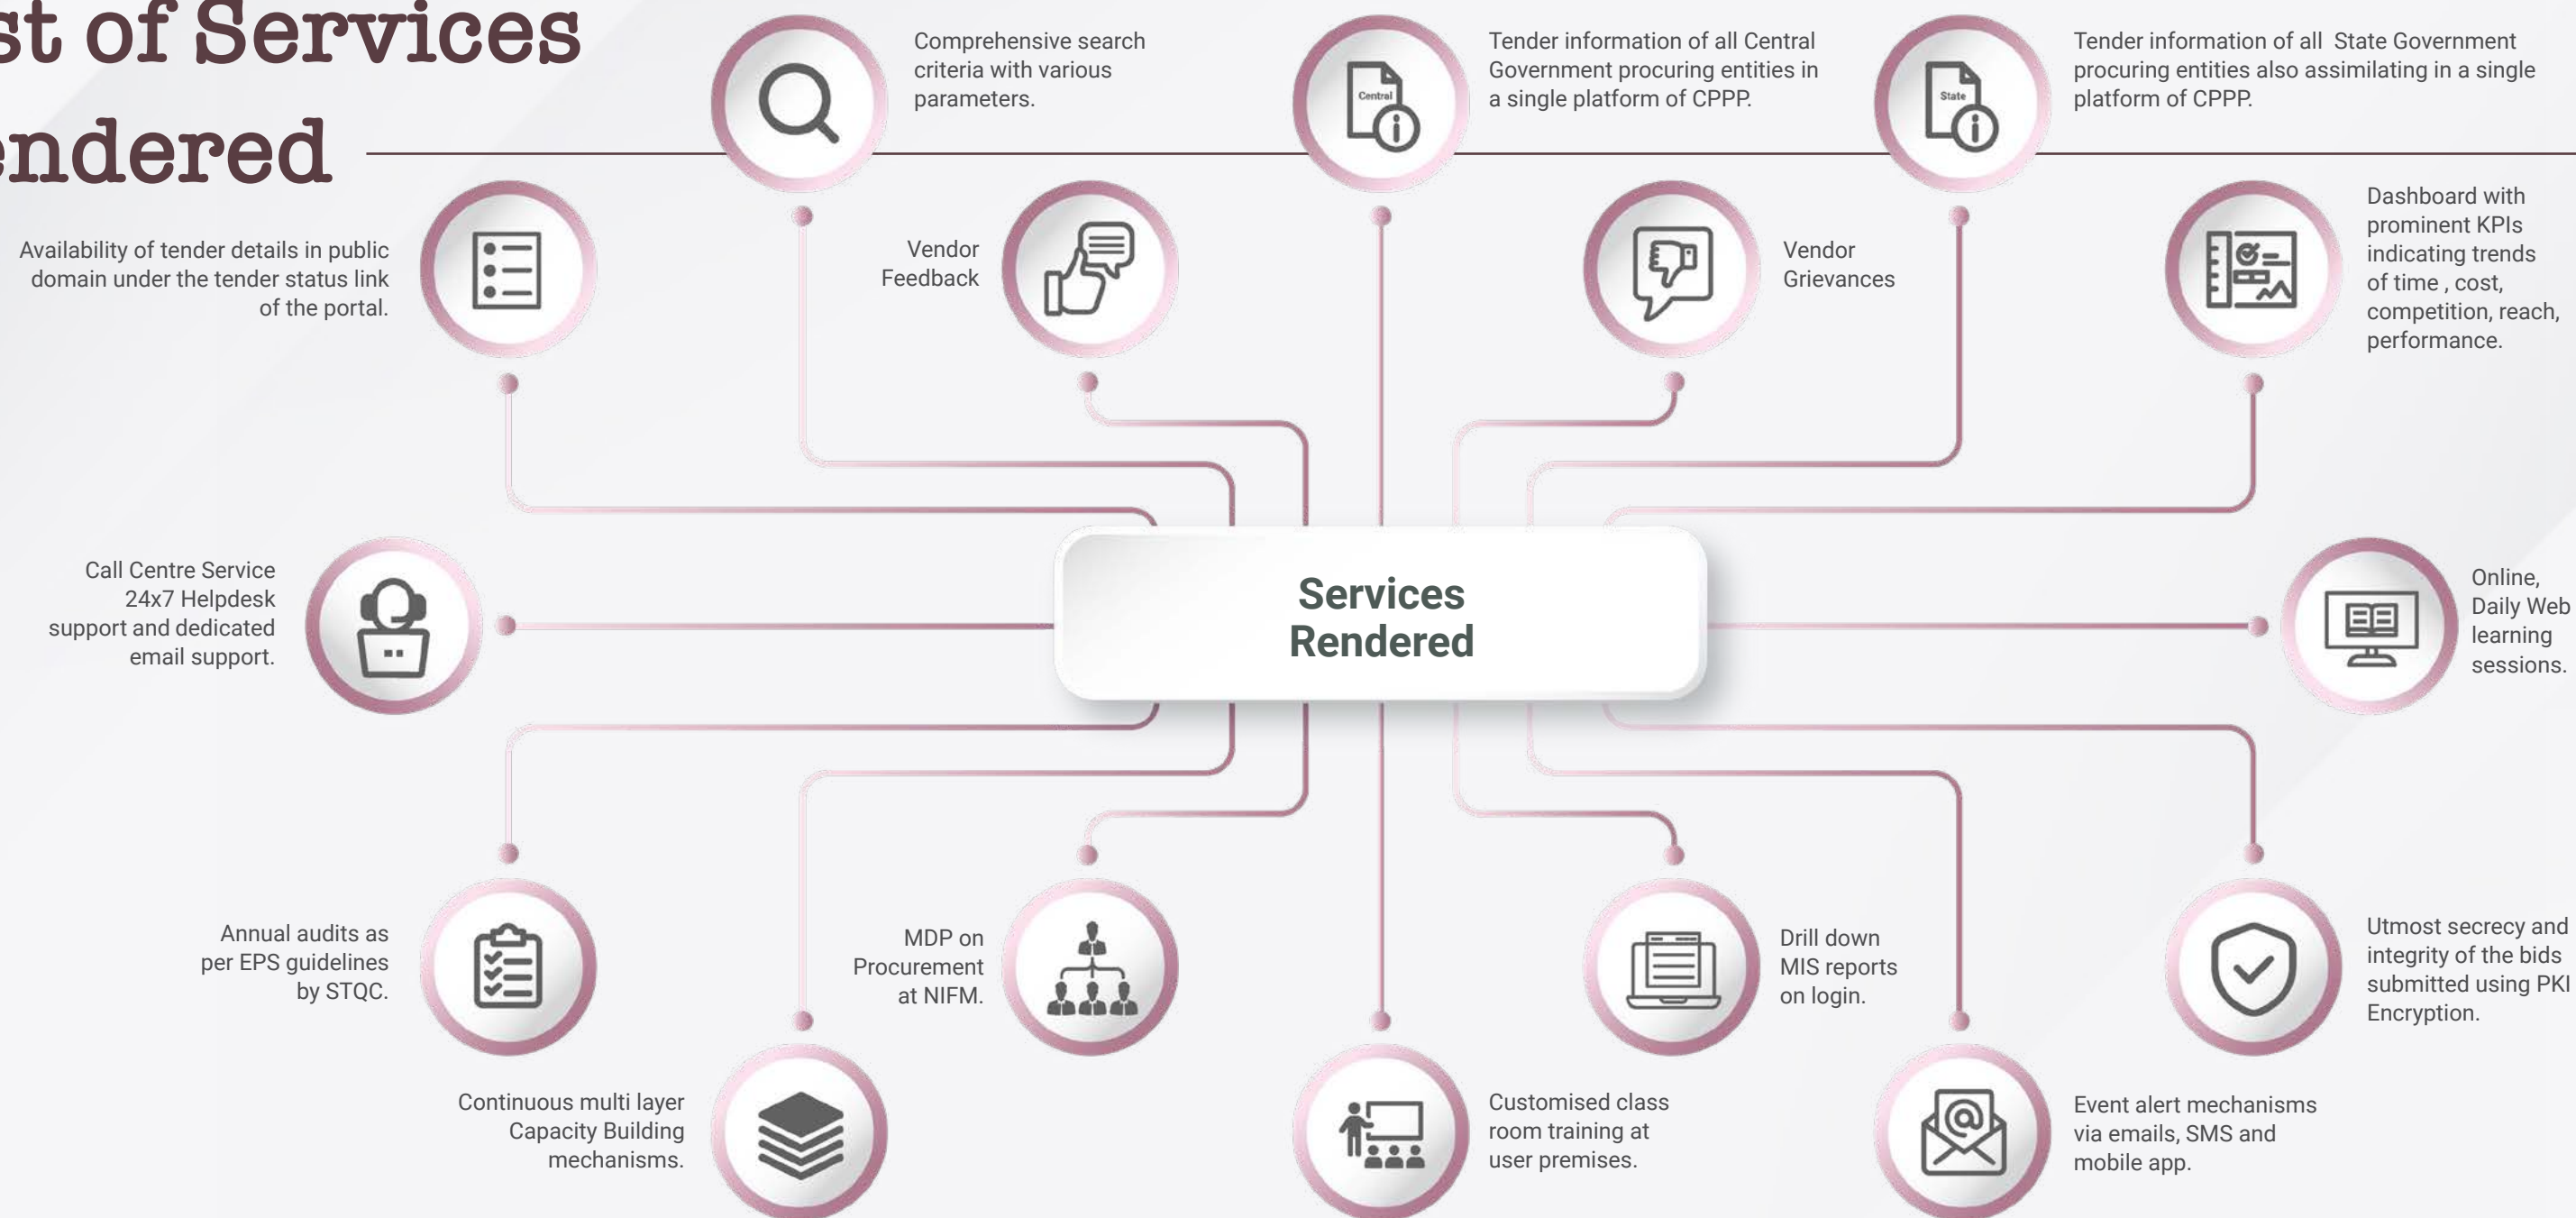 st of Services
endered
Comprehensive search
criteria with various
parameters.
Central
Tender information of all Central
Government procuring entities in
a single platform of CPPP.
State
Tender information of all State Government
procuring entities also assimilating in a single
platform of CPPP.
Availability of tender details in public
domain under the tender status link
of the portal.
Vendor
Feedback
Vendor
Grievances
Dashboard with
prominent KPIs
indicating trends
of time , cost,
competition, reach,
performance.
Call Centre Service
24x7 Helpdesk
support and dedicated
email support.
Services
Rendered
Online,
Daily Web
learning
sessions.
Annual audits as
per EPS guidelines
by STQC.
MDP on
Procurement
at NIFM.
Drill down
MIS reports
on login.
Utmost secrecy and
integrity of the bids
submitted using PKI
Encryption.
Continuous multi layer
Capacity Building
mechanisms.
Customised class
room training at
user premises.
Event alert mechanisms
via emails, SMS and
mobile app.